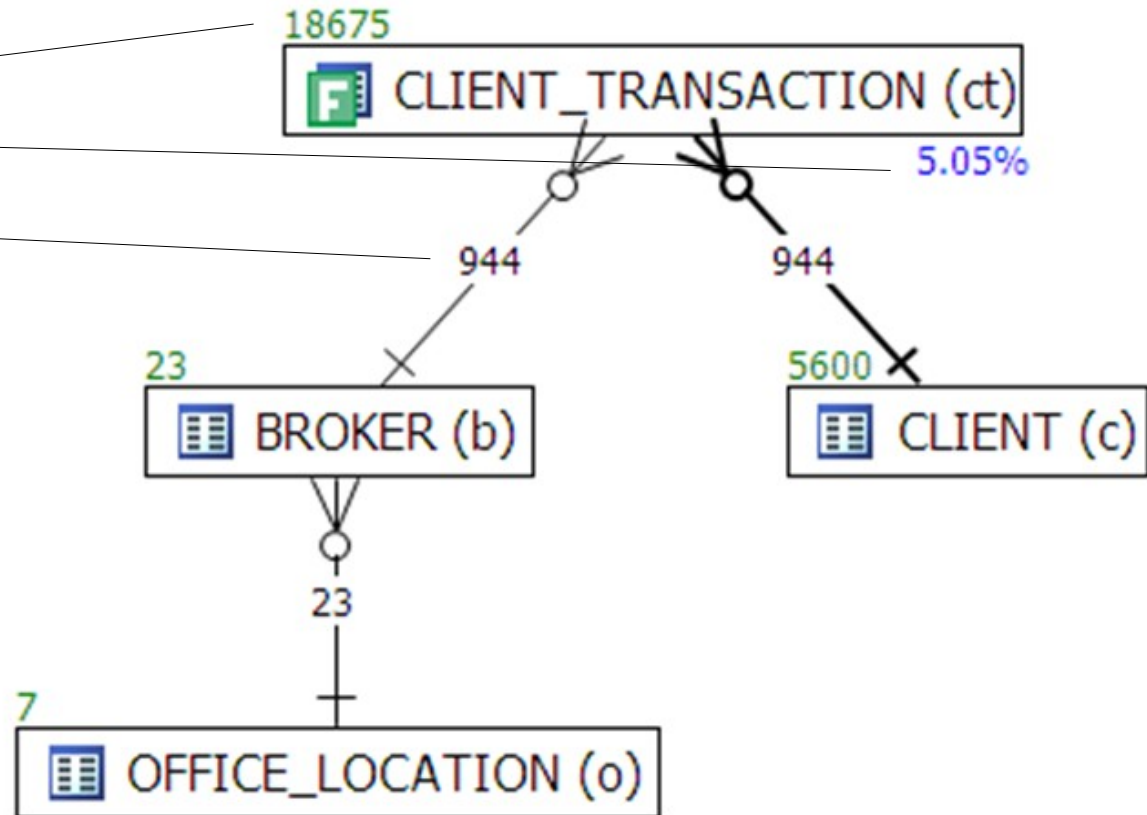 18675
F CLIENT_TRANSACTION (ct)
5.05%
944
944
23
5600
BROKER (b)
CLIENT (c)
23
7
OFFICE_LOCATION (o)